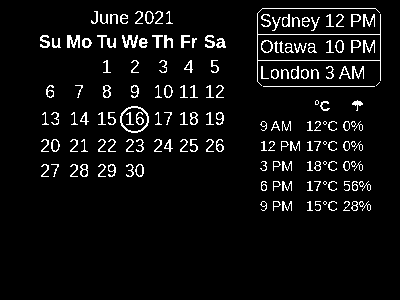 June 2021
Su Mo Tu We Th Fr Sa
1 2 3 4 5
6 7 8 9 10 11 12
13 14 15 16 17 18 19
20 21 22 23 24 25 26
27 28 29 30
Sydney 12 PM
Ottawa 10 PM
London 3 AM
°C ☂
9 AM 12°C 0%
12 PM 17°C 0%
3 PM 18°C 0%
6 PM 17°C 56%
9 PM 15°C 28%